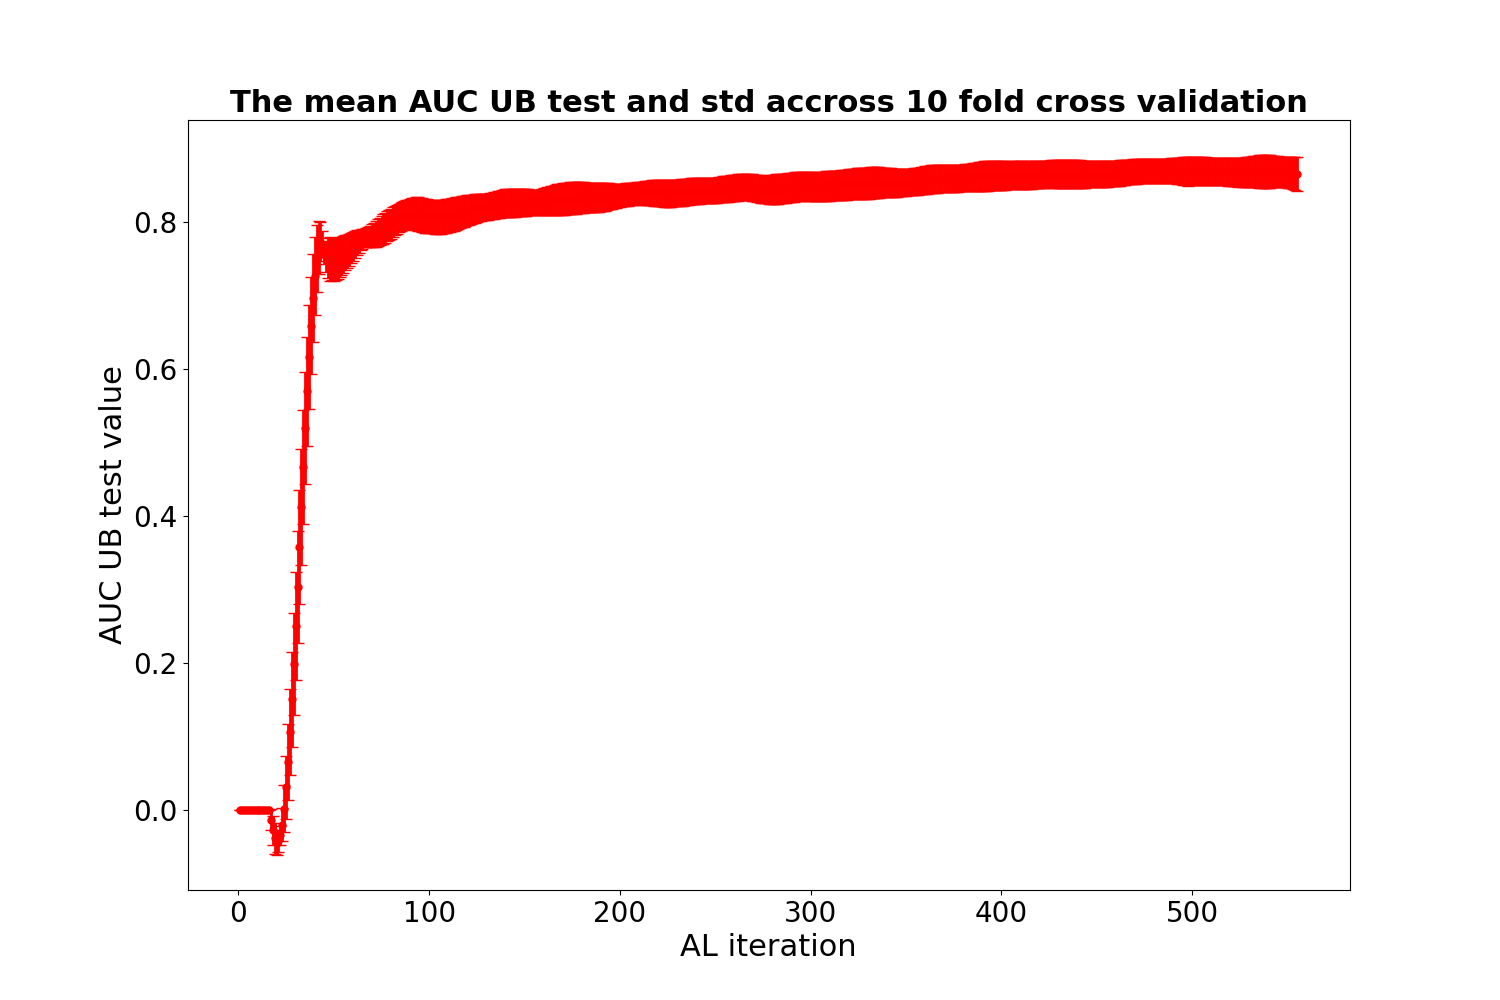 The mean AUC UB test and std accross 10 fold cross validation
0.8
0.6
0.4
0.2
0.0
AUC UB test value
0 100 200 300 400 500
AL iteration